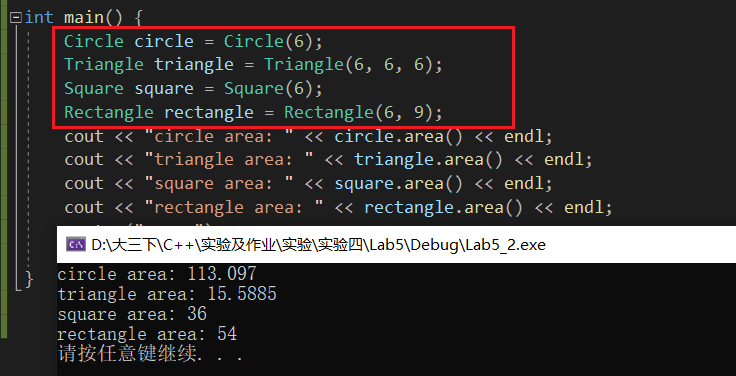 int main() {
Circle circle = Circle(6);
Triangle triangle = Triangle(6, 6, 6);
Square square = Square(6);
Rectangle rectangle = Rectangle(6, 9);
cout << "circle area: " << circle.area() << endl;
cout << "triangle area: " << triangle.area() << endl;
cout << "square area: " << square.area() << endl;
cout << "rectangle area: " << rectangle.area() << endl;
}
D:\大三下\C++\实验及作业\实验\实验四\Lab5\Debug\Lab5_2.exe
circle area: 113.097
triangle area: 15.5885
square area: 36
rectangle area: 54
请按任意键继续. . .